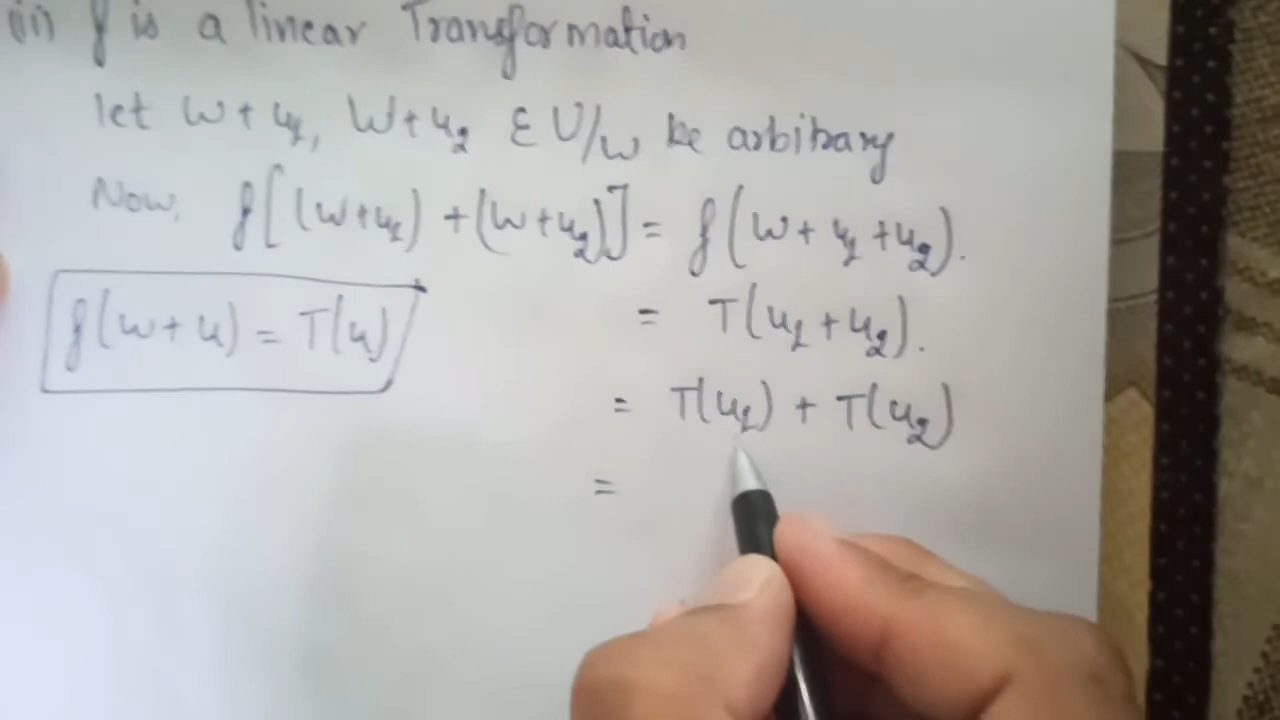 (ii) f is a linear Transformation
let W+u₁, W+u₂ ∈ U/W be arbitrary
Now, f[(W+u₁)+(W+u₂)] = f(W+u₁+u₂).
f(W+u) = T(u)
= T(u₁+u₂).
= T(u₁) + T(u₂)
=